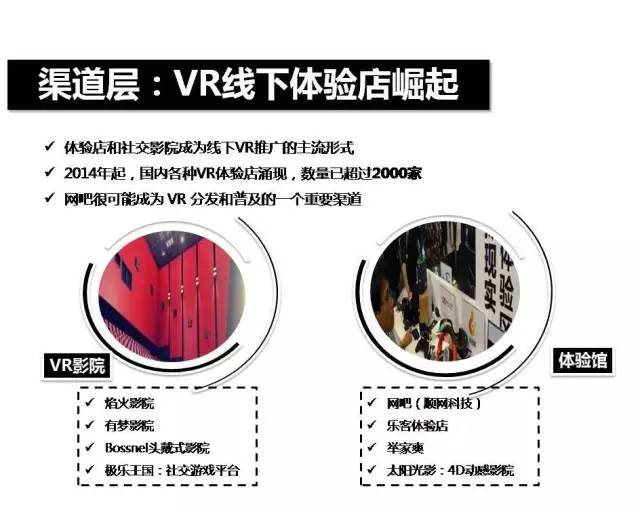 渠道层：VR线下体验店崛起
体验店和社交影院成为线下VR推广的主流形式
2014年起，国内各种VR体验店涌现，数量已超过2000家
网吧很可能成为 VR 分发和普及的一个重要渠道
VR影院
焰火影院
有梦影院
Bossnel头戴式影院
极乐王国：社交游戏平台
体验
现实
体验馆
网吧（顺网科技）
乐客体验店
举家爽
太阳光影：4D动感影院